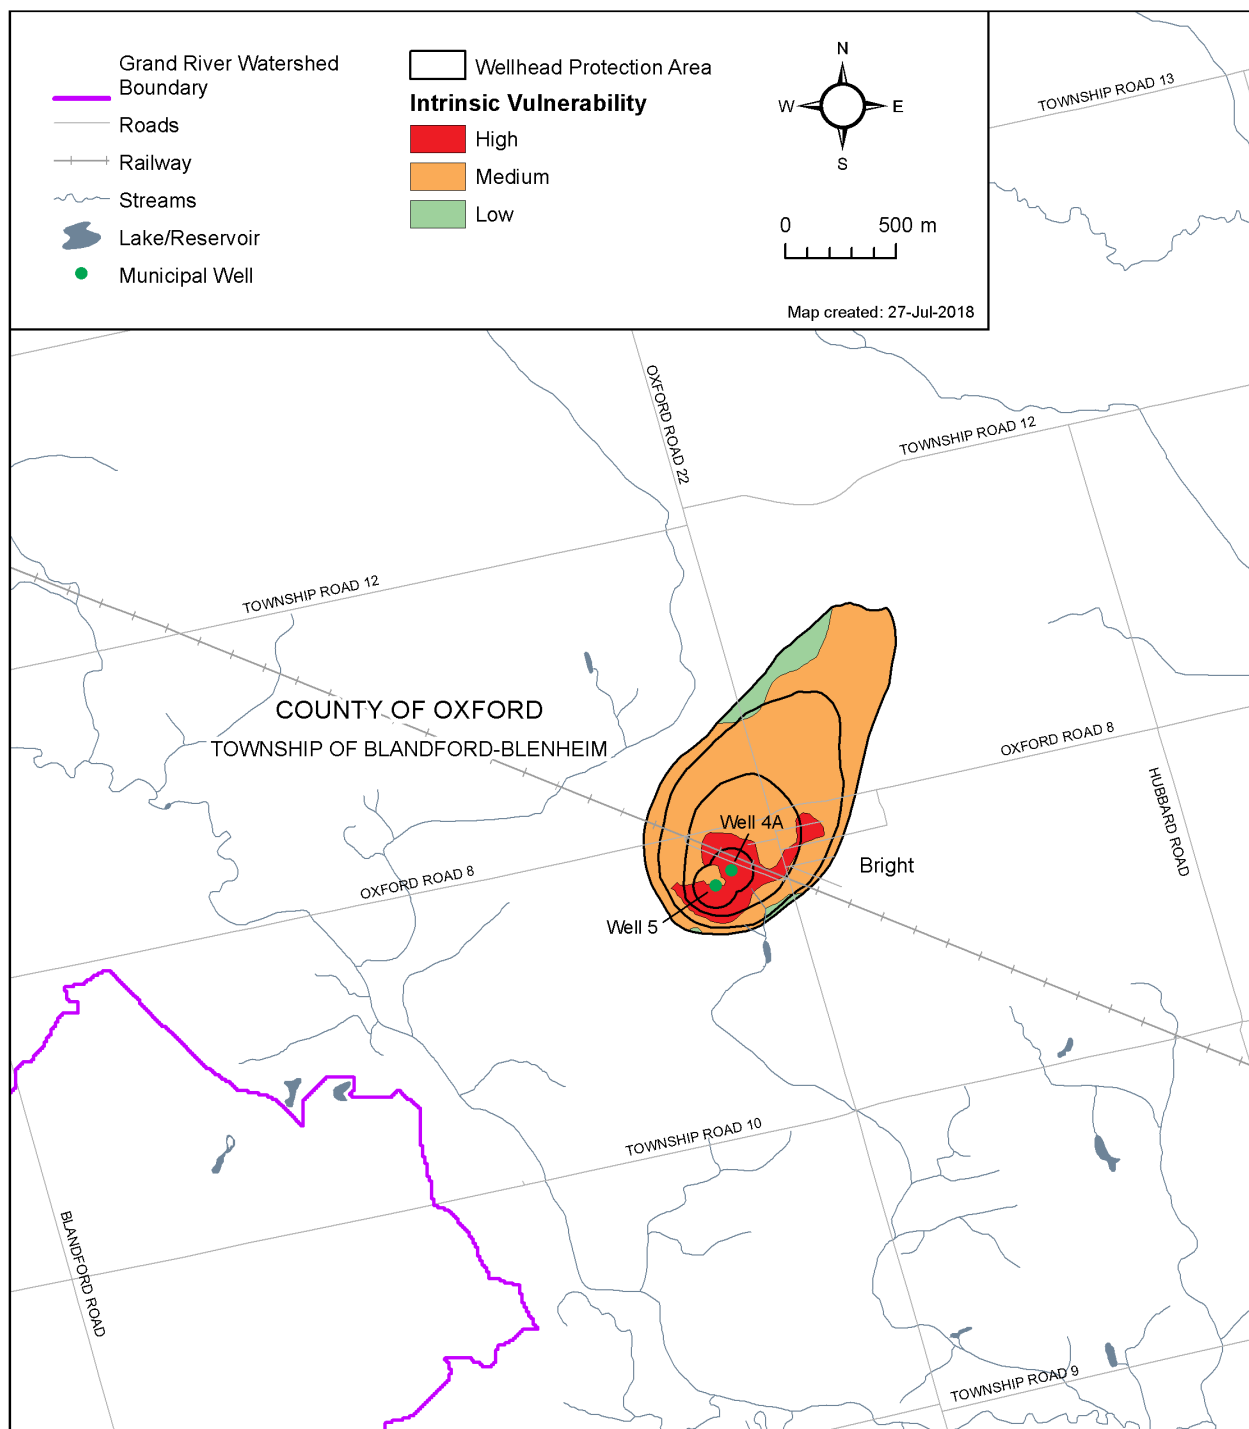 Grand River Watershed
Boundary
Roads
Railway
Streams
Lake/Reservoir
Municipal Well
Wellhead Protection Area
Intrinsic Vulnerability
High
Medium
Low
N
W
E
S
0
500 m
Map created: 27-Jul-2018
TOWNSHIP ROAD 13
OXFORD ROAD 22
TOWNSHIP ROAD 12
TOWNSHIP ROAD 12
COUNTY OF OXFORD
TOWNSHIP OF BLANDFORD-BLENHEIM
OXFORD ROAD 8
HUBBARD ROAD
Well 4A
Bright
OXFORD ROAD 8
Well 5
TOWNSHIP ROAD 10
BLANDFORD ROAD
TOWNSHIP ROAD 9